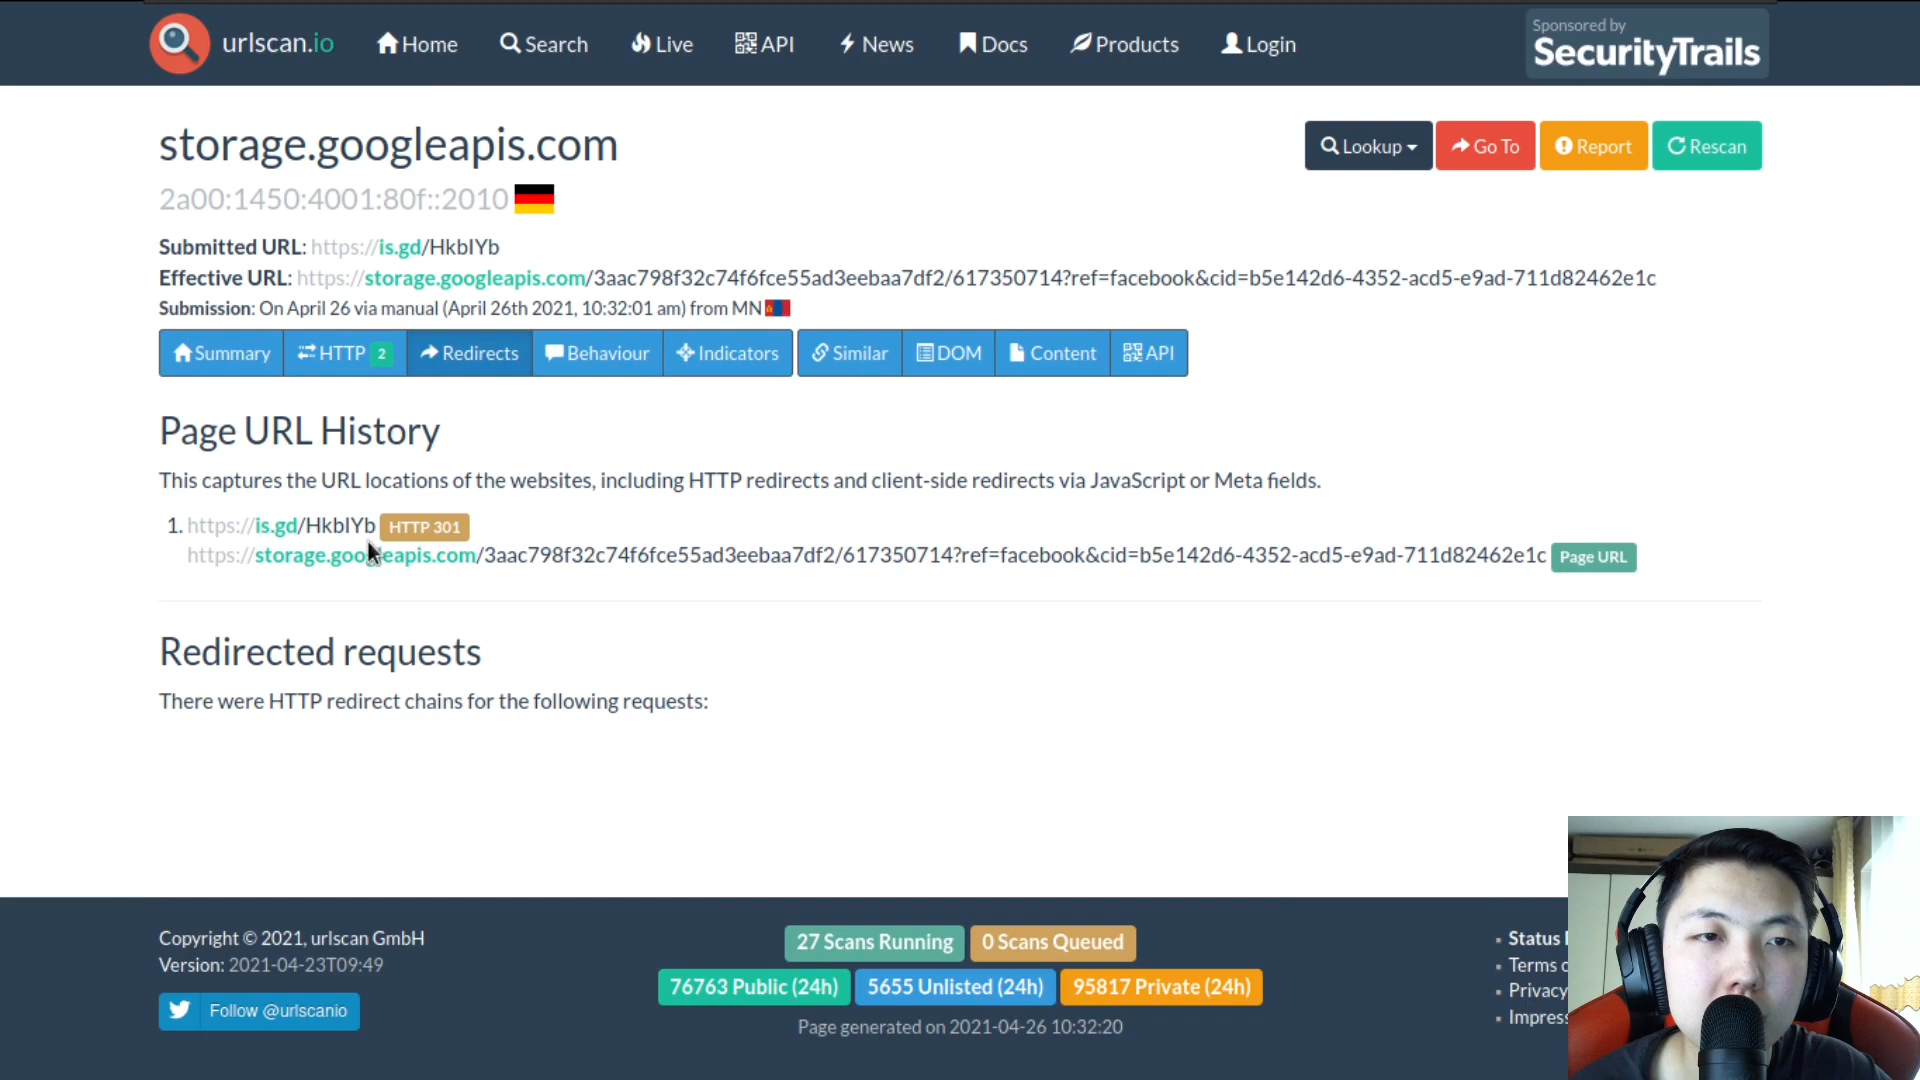 urlscan.io
Home
Search
Live
API
News
Docs
Products
Login
Sponsored by
SecurityTrails
storage.googleapis.com
Lookup
Go To
Report
Rescan
2a00:1450:4001:80f::2010
Submitted URL: https://is.gd/HkbIYb
Effective URL: https://storage.googleapis.com/3aac798f32c74f6fce55ad3eebaa7df2/617350714?ref=facebook&cid=b5e142d6-4352-acd5-e9ad-711d82462e1c
Submission: On April 26 via manual (April 26th 2021, 10:32:01 am) from MN
Summary
HTTP 2
Redirects
Behaviour
Indicators
Similar
DOM
Content
API
Page URL History
This captures the URL locations of the websites, including HTTP redirects and client-side redirects via JavaScript or Meta fields.
1. https://is.gd/HkbIYb HTTP 301
https://storage.googleapis.com/3aac798f32c74f6fce55ad3eebaa7df2/617350714?ref=facebook&cid=b5e142d6-4352-acd5-e9ad-711d82462e1c Page URL
Redirected requests
There were HTTP redirect chains for the following requests:
Copyright © 2021, urlscan GmbH
Version: 2021-04-23T09:49
Follow @urlscanio
27 Scans Running
0 Scans Queued
76763 Public (24h)
5655 Unlisted (24h)
95817 Private (24h)
Page generated on 2021-04-26 10:32:20
Status
Terms
Privacy